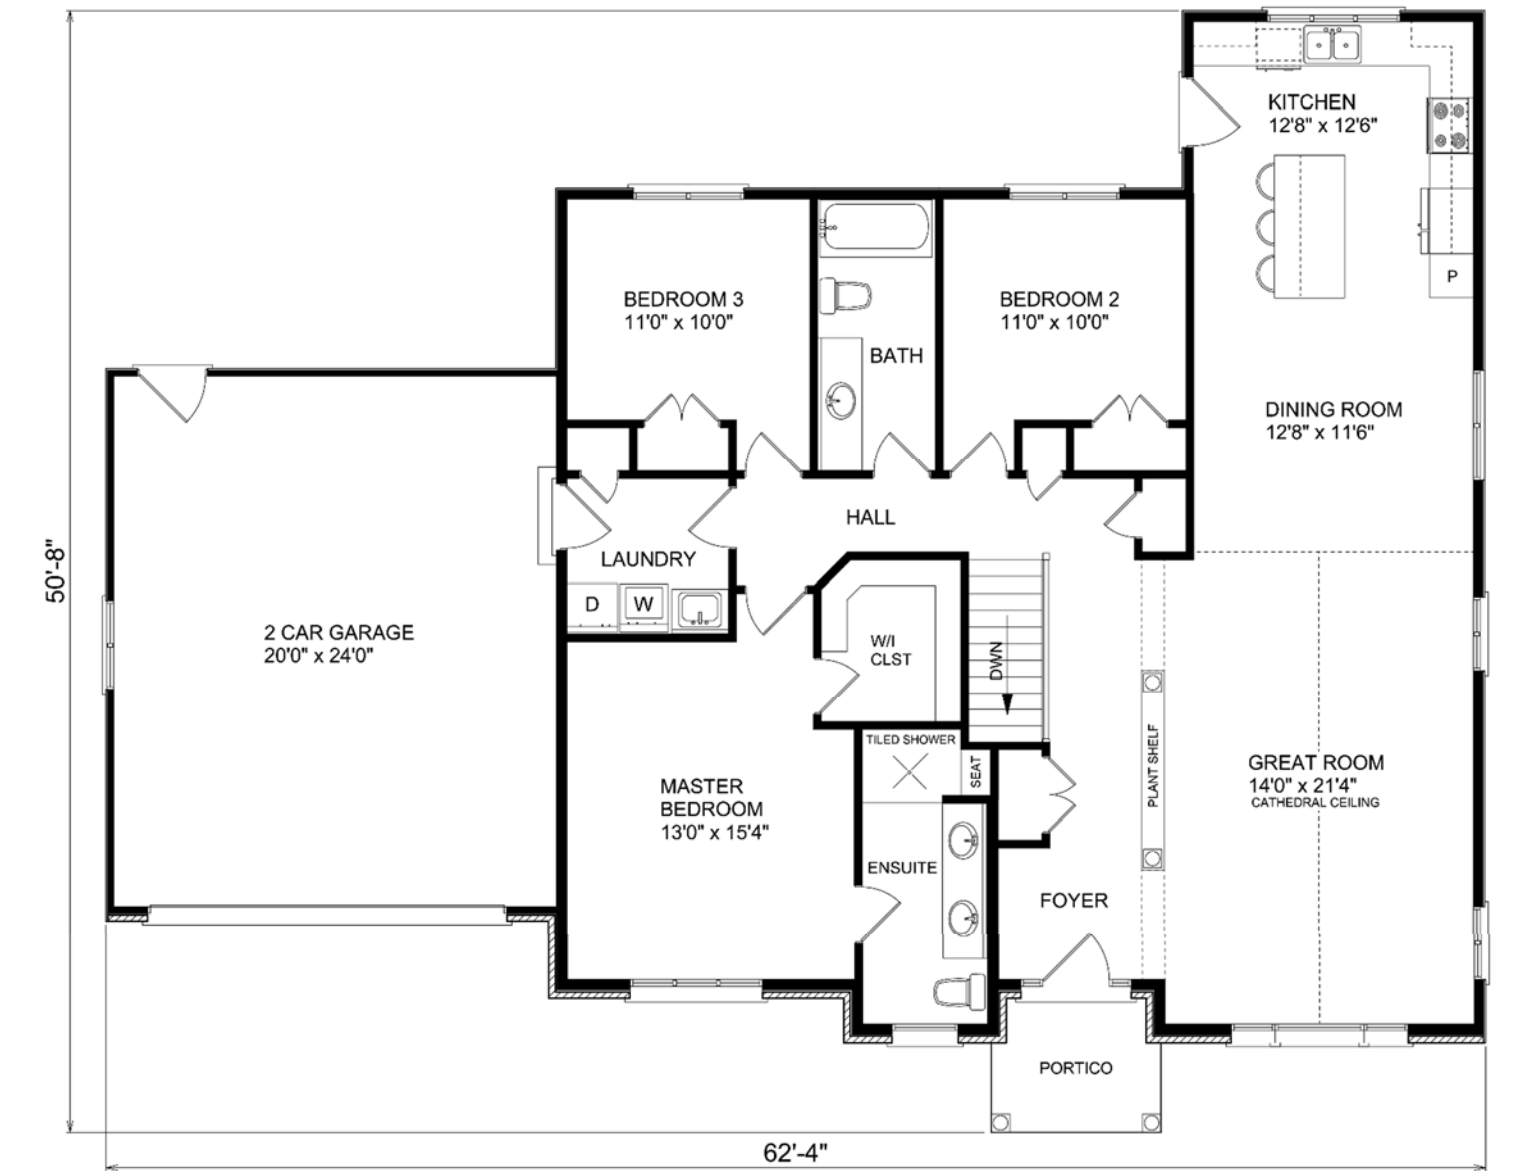 KITCHEN
12'8" x 12'6"
P
BEDROOM 3
11'0" x 10'0"
BATH
BEDROOM 2
11'0" x 10'0"
DINING ROOM
12'8" x 11'6"
HALL
LAUNDRY
D
W
50'-8"
2 CAR GARAGE
20'0" x 24'0"
W/I
CLST
DWN
TILED SHOWER
SEAT
PLANT SHELF
GREAT ROOM
14'0" x 21'4"
CATHEDRAL CEILING
MASTER
BEDROOM
13'0" x 15'4"
ENSUITE
FOYER
PORTICO
62'-4"